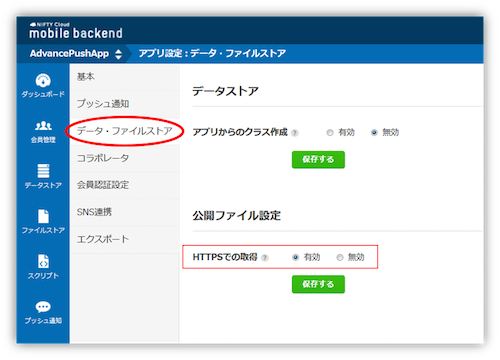 NIFTY Cloud
mobile backend
AdvancePushApp
アプリ設定：データ・ファイルストア
ダッシュボード
会員管理
データストア
ファイルストア
スクリプト
プッシュ通知
基本
プッシュ通知
データ・ファイルストア
コラボレータ
会員認証設定
SNS連携
エクスポート
データストア
アプリからのクラス作成 ? 有効 無効
保存する
公開ファイル設定
HTTPSでの取得 ? 有効 無効
保存する